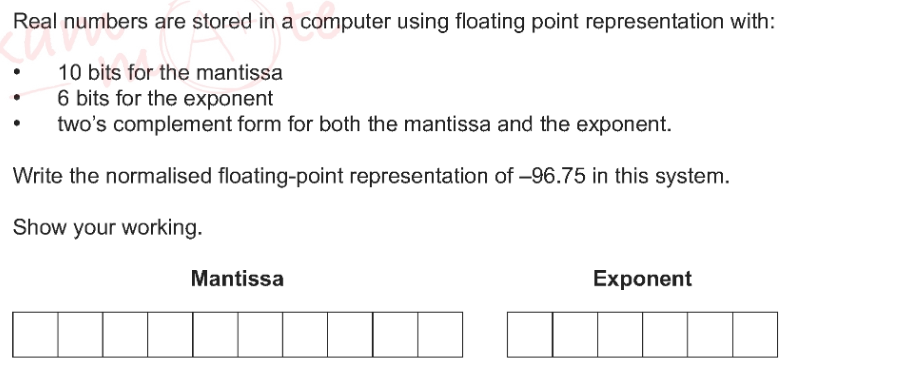 Real numbers are stored in a computer using floating point representation with:
• 10 bits for the mantissa
• 6 bits for the exponent
• two's complement form for both the mantissa and the exponent.
Write the normalised floating-point representation of –96.75 in this system.
Show your working.
Mantissa Exponent